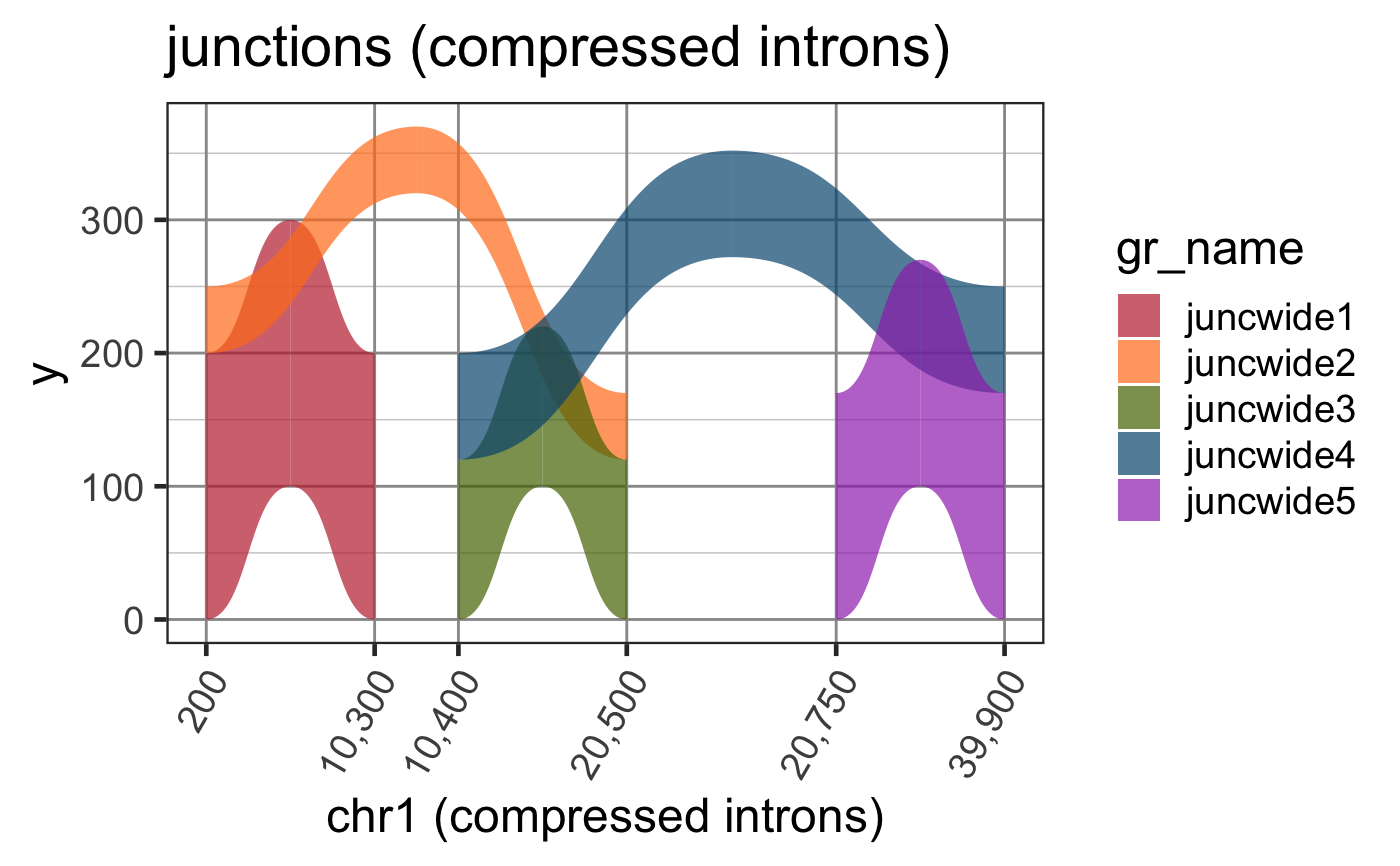 junctions (compressed introns)
y
300
200
100
0
200
10,300
10,400
20,500
20,750
39,900
chr1 (compressed introns)
gr_name
juncwide1
juncwide2
juncwide3
juncwide4
juncwide5